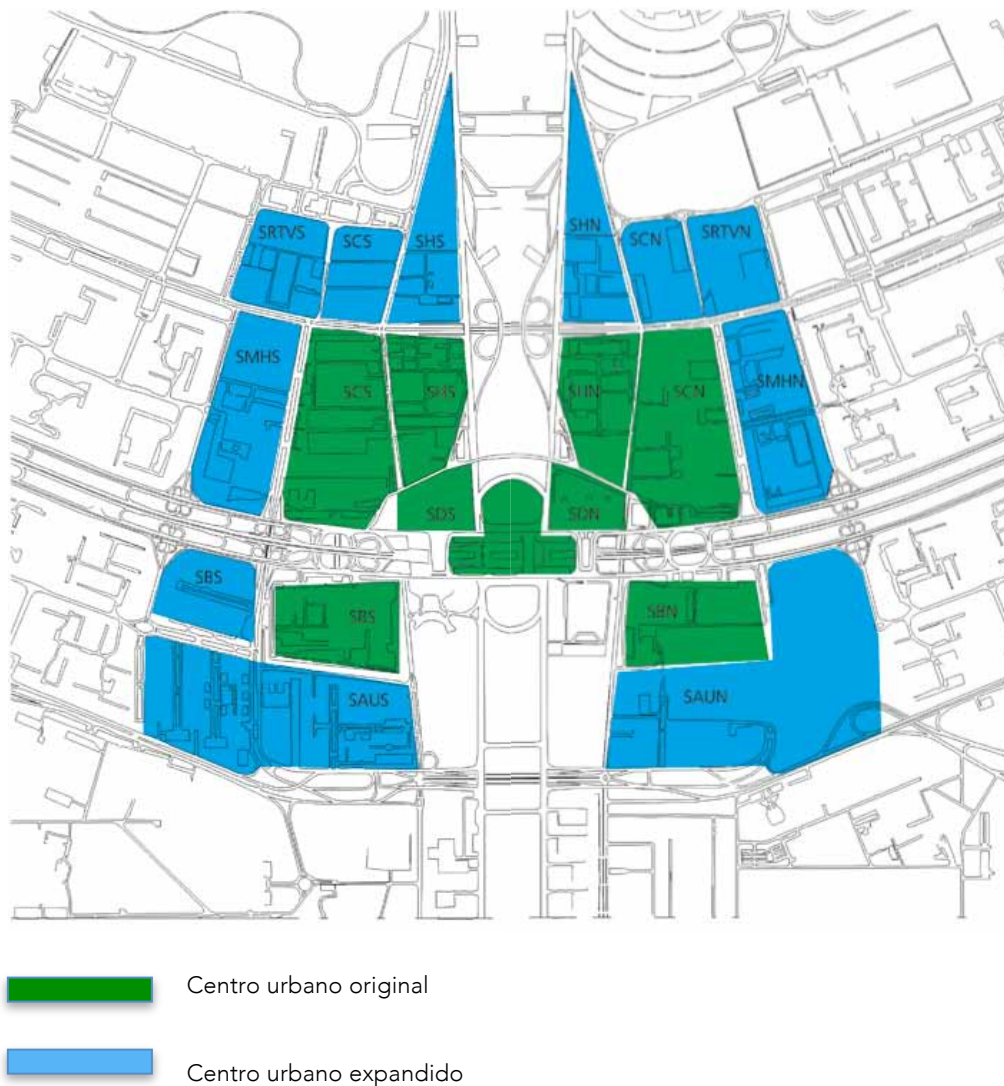 SRTVS SCS SHS SHN SCN SRTVN
SMHS SCS SHS SHN SCN SMHN
SDS SDN
SBS SBS SBN
SAUS SAUN
Centro urbano original
Centro urbano expandido